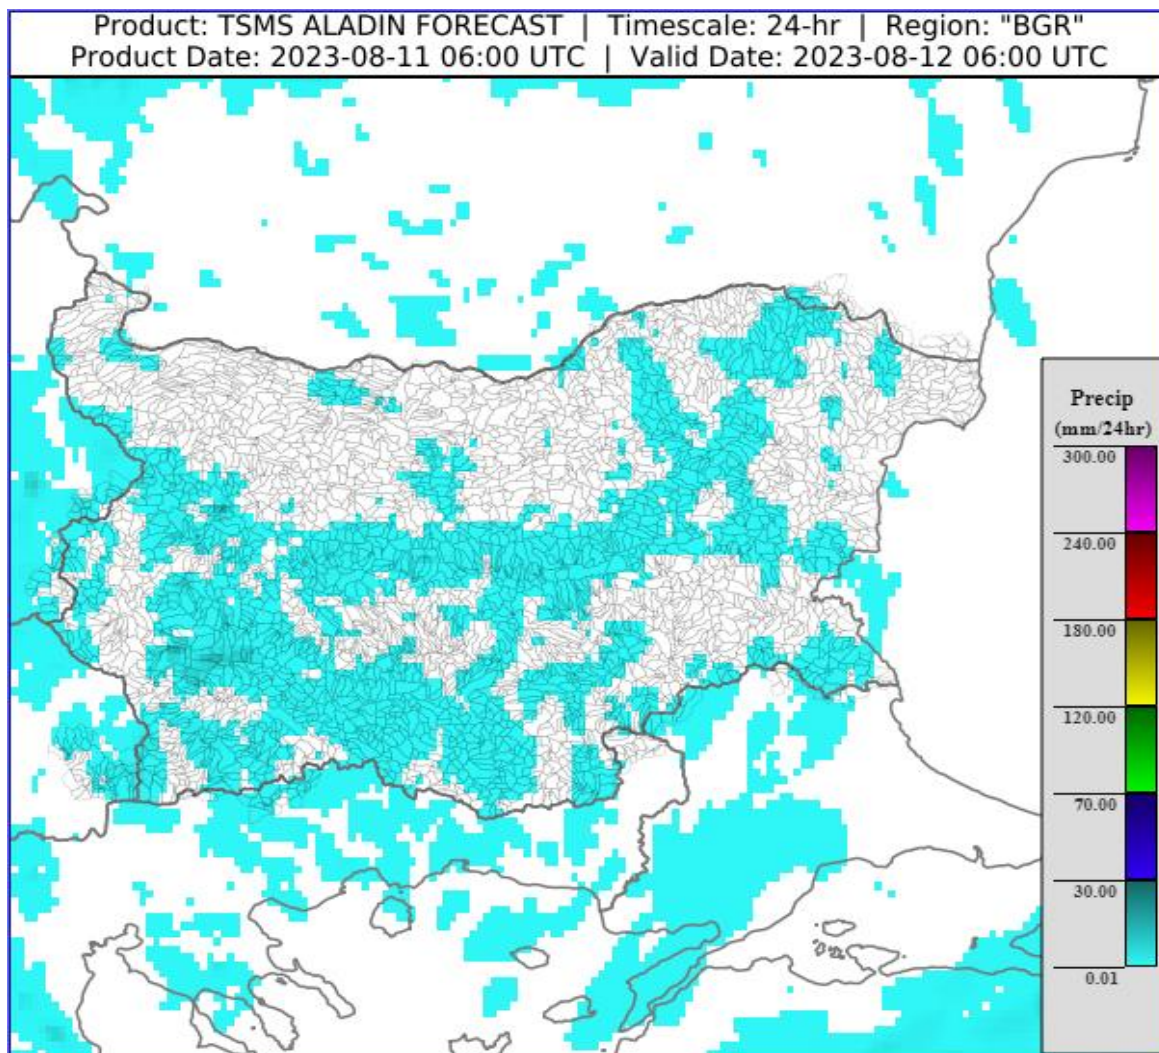 Product: TSMS ALADIN FORECAST | Timescale: 24-hr | Region: "BGR"
Product Date: 2023-08-11 06:00 UTC | Valid Date: 2023-08-12 06:00 UTC
Precip
(mm/24hr)
300.00
240.00
180.00
120.00
70.00
30.00
0.01